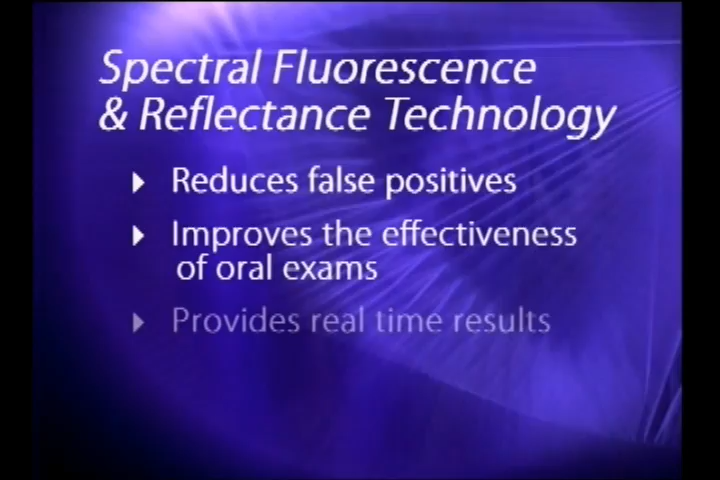 Spectral Fluorescence
& Reflectance Technology
Reduces false positives
Improves the effectiveness
of oral exams
Provides real time results